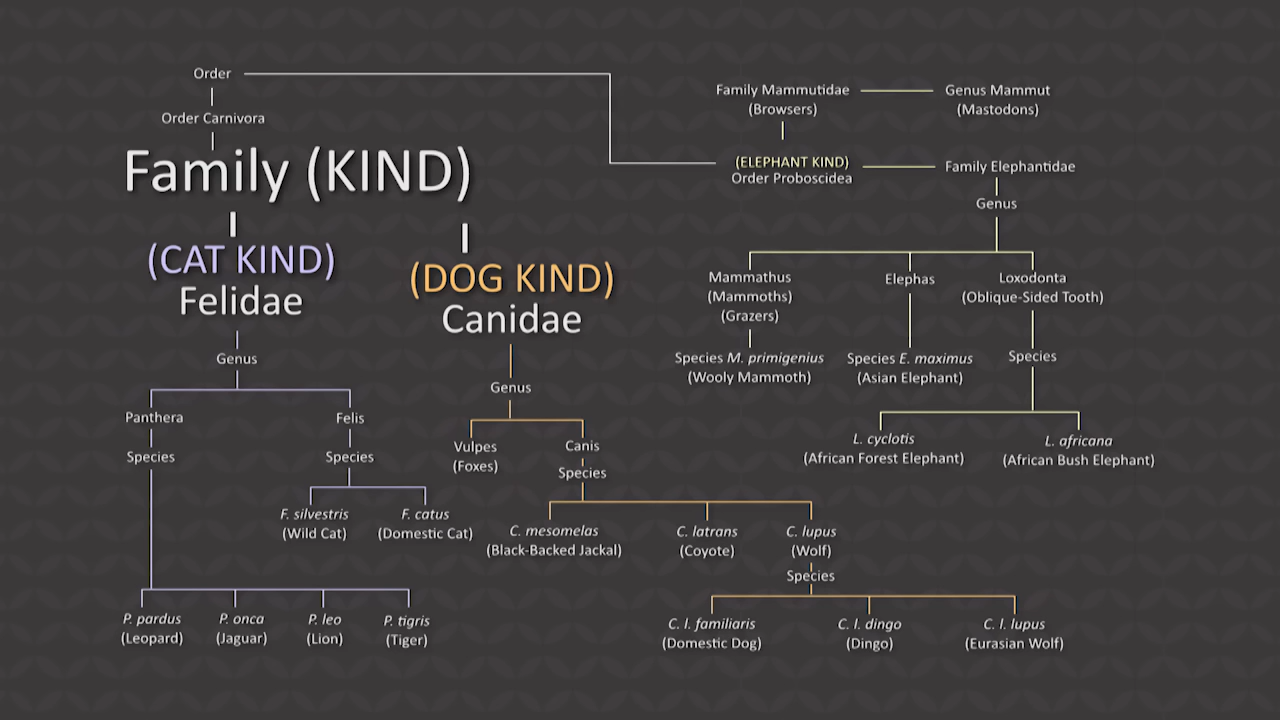 Order
Order Carnivora
Family (KIND)
(CAT KIND)
Felidae
Genus
Panthera
Species
Felis
Species
F. silvestris
(Wild Cat)
F. catus
(Domestic Cat)
P. pardus
(Leopard)
P. onca
(Jaguar)
P. leo
(Lion)
P. tigris
(Tiger)
(DOG KIND)
Canidae
Genus
Vulpes
(Foxes)
Canis
Species
C. mesomelas
(Black-Backed Jackal)
C. latrans
(Coyote)
C. lupus
(Wolf)
Species
C. l. familiaris
(Domestic Dog)
C. l. dingo
(Dingo)
C. l. lupus
(Eurasian Wolf)
Family Mammutidae
(Browsers)
Genus Mammut
(Mastodons)
(ELEPHANT KIND)
Order Proboscidea
Family Elephantidae
Genus
Mammathus
(Mammoths)
(Grazers)
Species M. primigenius
(Wooly Mammoth)
Elephas
Species E. maximus
(Asian Elephant)
Loxodonta
(Oblique-Sided Tooth)
Species
L. cyclotis
(African Forest Elephant)
L. africana
(African Bush Elephant)